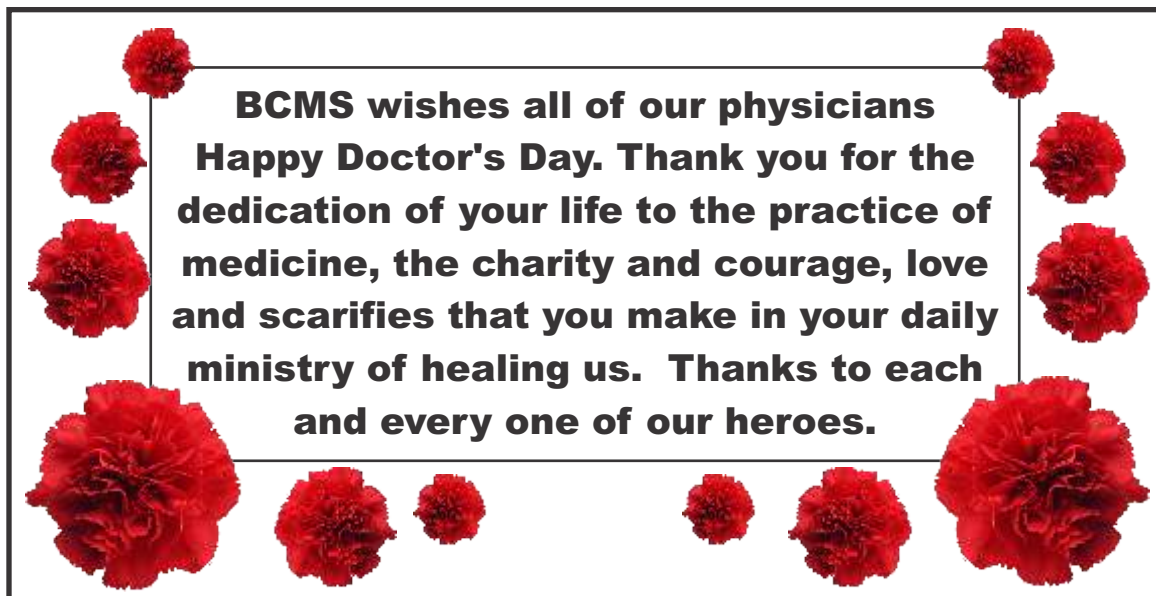 BCMS wishes all of our physicians
Happy Doctor's Day. Thank you for the
dedication of your life to the practice of
medicine, the charity and courage, love
and scarifies that you make in your daily
ministry of healing us.  Thanks to each
and every one of our heroes.